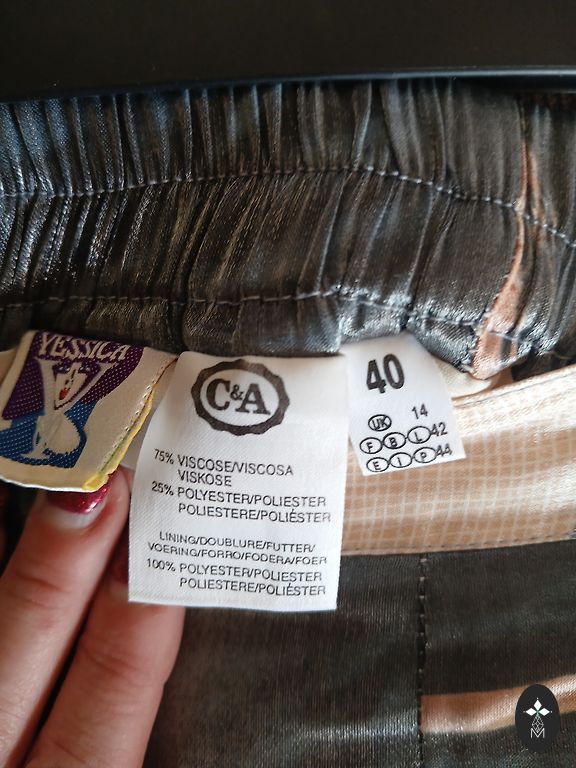 YESSICA
C&A
75% VISCOSE/VISCOSA
VISKOSE
25% POLYESTER/POLIESTER
POLIESTERE/POLIÉSTER
LINING/DOUBLURE/FUTTER/
VOERING/FORRO/FODERA/FOER
100% POLYESTER/POLIESTER
POLIESTERE/POLIÉSTER
40
UK 14
F B L 42
E I P 44
M